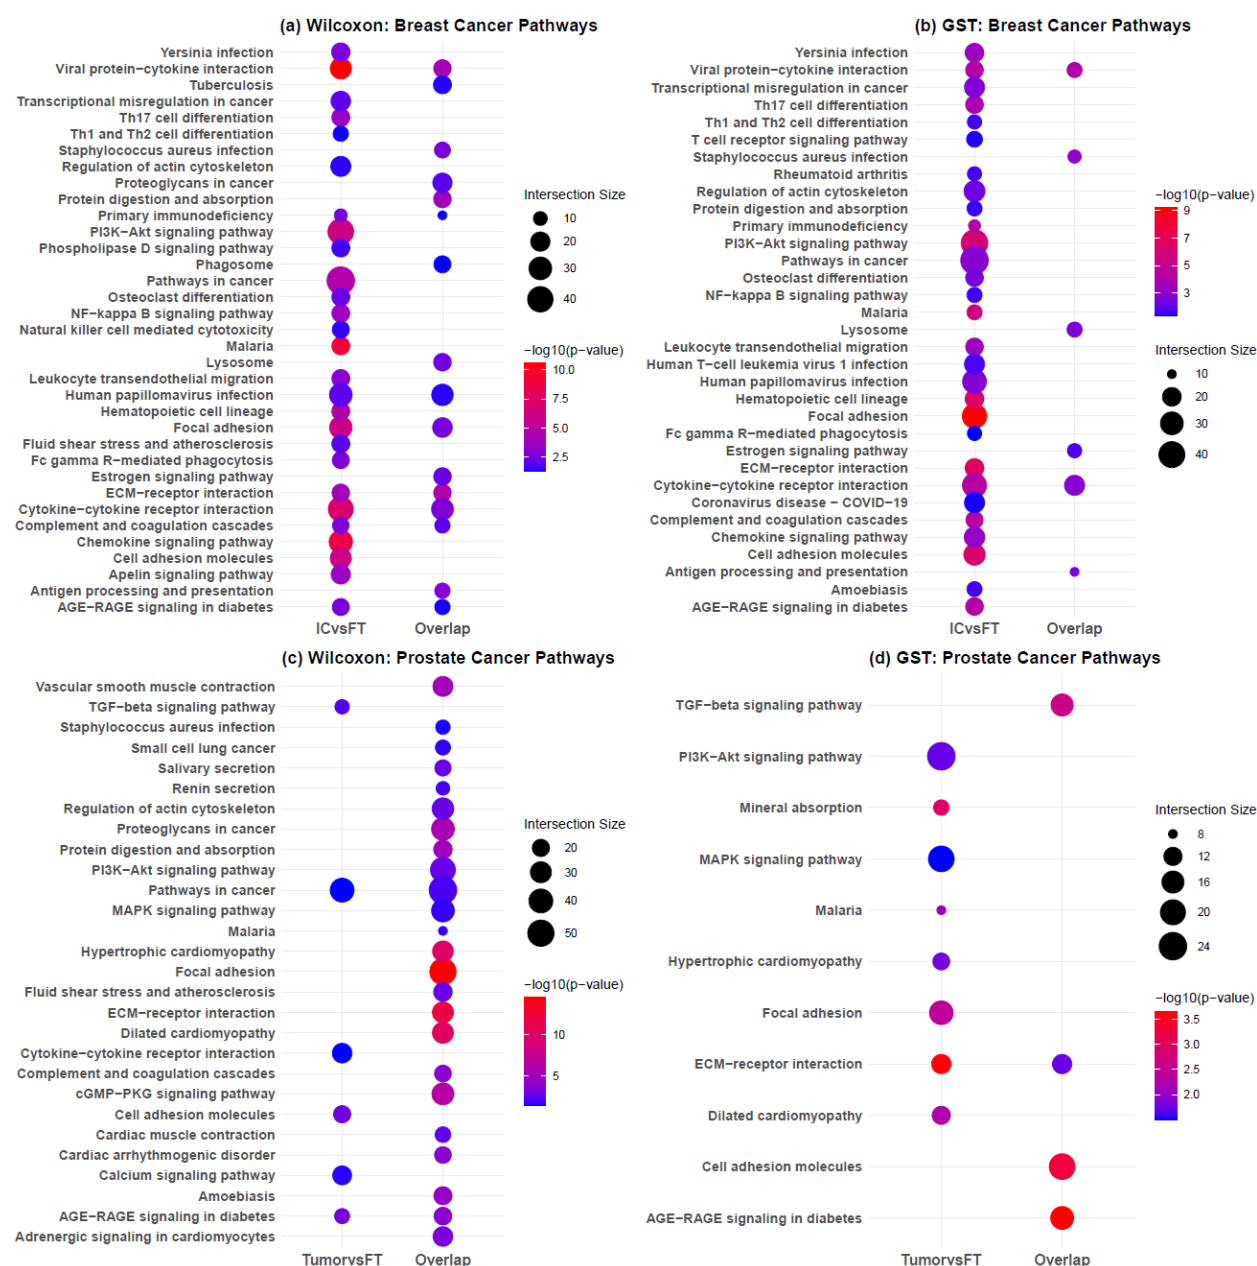 (a) Wilcoxon: Breast Cancer Pathways
Yersinia infection
Viral protein−cytokine interaction
Tuberculosis
Transcriptional misregulation in cancer
Th17 cell differentiation
Th1 and Th2 cell differentiation
Staphylococcus aureus infection
Regulation of actin cytoskeleton
Proteoglycans in cancer
Protein digestion and absorption
Primary immunodeficiency
PI3K−Akt signaling pathway
Phospholipase D signaling pathway
Phagosome
Pathways in cancer
Osteoclast differentiation
NF−kappa B signaling pathway
Natural killer cell mediated cytotoxicity
Malaria
Lysosome
Leukocyte transendothelial migration
Human papillomavirus infection
Hematopoietic cell lineage
Focal adhesion
Fluid shear stress and atherosclerosis
Fc gamma R−mediated phagocytosis
Estrogen signaling pathway
ECM−receptor interaction
Cytokine−cytokine receptor interaction
Complement and coagulation cascades
Chemokine signaling pathway
Cell adhesion molecules
Apelin signaling pathway
Antigen processing and presentation
AGE−RAGE signaling in diabetes
ICvsFT Overlap
Intersection Size
10
20
30
40
−log10(p−value)
10.0
7.5
5.0
2.5
(b) GST: Breast Cancer Pathways
Yersinia infection
Viral protein−cytokine interaction
Transcriptional misregulation in cancer
Th17 cell differentiation
Th1 and Th2 cell differentiation
T cell receptor signaling pathway
Staphylococcus aureus infection
Rheumatoid arthritis
Regulation of actin cytoskeleton
Protein digestion and absorption
Primary immunodeficiency
PI3K−Akt signaling pathway
Pathways in cancer
Osteoclast differentiation
NF−kappa B signaling pathway
Malaria
Lysosome
Leukocyte transendothelial migration
Human T−cell leukemia virus 1 infection
Human papillomavirus infection
Hematopoietic cell lineage
Focal adhesion
Fc gamma R−mediated phagocytosis
Estrogen signaling pathway
ECM−receptor interaction
Cytokine−cytokine receptor interaction
Coronavirus disease − COVID−19
Complement and coagulation cascades
Chemokine signaling pathway
Cell adhesion molecules
Antigen processing and presentation
Amoebiasis
AGE−RAGE signaling in diabetes
ICvsFT Overlap
−log10(p−value)
9
7
5
3
Intersection Size
10
20
30
40
(c) Wilcoxon: Prostate Cancer Pathways
Vascular smooth muscle contraction
TGF−beta signaling pathway
Staphylococcus aureus infection
Small cell lung cancer
Salivary secretion
Renin secretion
Regulation of actin cytoskeleton
Proteoglycans in cancer
Protein digestion and absorption
PI3K−Akt signaling pathway
Pathways in cancer
MAPK signaling pathway
Malaria
Hypertrophic cardiomyopathy
Focal adhesion
Fluid shear stress and atherosclerosis
ECM−receptor interaction
Dilated cardiomyopathy
Cytokine−cytokine receptor interaction
Complement and coagulation cascades
cGMP−PKG signaling pathway
Cell adhesion molecules
Cardiac muscle contraction
Cardiac arrhythmogenic disorder
Calcium signaling pathway
Amoebiasis
AGE−RAGE signaling in diabetes
Adrenergic signaling in cardiomyocytes
TumorvsFT Overlap
Intersection Size
20
30
40
50
−log10(p−value)
10
5
(d) GST: Prostate Cancer Pathways
TGF−beta signaling pathway
PI3K−Akt signaling pathway
Mineral absorption
MAPK signaling pathway
Malaria
Hypertrophic cardiomyopathy
Focal adhesion
ECM−receptor interaction
Dilated cardiomyopathy
Cell adhesion molecules
AGE−RAGE signaling in diabetes
TumorvsFT Overlap
Intersection Size
8
12
16
20
24
−log10(p−value)
3.5
3.0
2.5
2.0